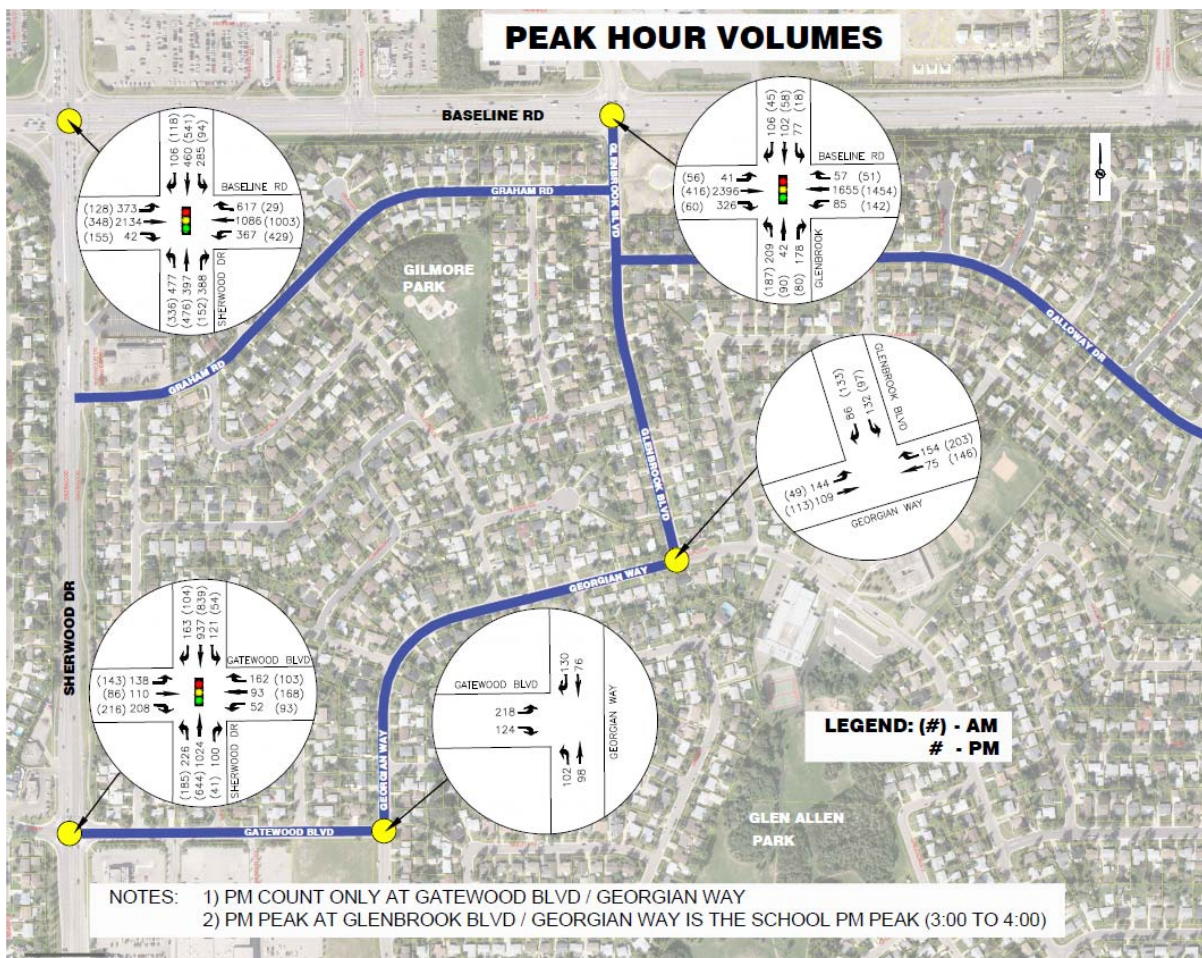 PEAK HOUR VOLUMES
BASELINE RD
106 (118)
460 (541)
285 (94)
BASELINE RD
(128) 373
(348) 2134
(155) 42
617 (29)
1086 (1003)
367 (429)
(336) 477
(476) 397
(152) 388
SHERWOOD DR
106 (45)
102 (58)
77 (18)
BASELINE RD
(56) 41
(416) 2396
(60) 326
57 (51)
1655 (1454)
85 (142)
(187) 209
(90) 42
(80) 178
GLENBROOK
GLENBROOK BLVD
GRAHAM RD
GILMORE
PARK
GRAHAM RD
GALLOWAY DR
GLENBROOK BLVD
86 (133)
132 (97)
GLENBROOK BLVD
154 (203)
75 (146)
(49) 144
(113) 109
GEORGIAN WAY
GEORGIAN WAY
SHERWOOD DR
163 (104)
937 (839)
121 (54)
GATEWOOD BLVD
(143) 138
(86) 110
(216) 208
162 (103)
93 (168)
52 (93)
(185) 226
(644) 1024
(41) 100
SHERWOOD DR
130
76
GATEWOOD BLVD
218
124
GEORGIAN WAY
102
98
GEORGIAN WAY
GATEWOOD BLVD
LEGEND: (#) - AM
# - PM
GLEN ALLEN
PARK
NOTES: 1) PM COUNT ONLY AT GATEWOOD BLVD / GEORGIAN WAY
2) PM PEAK AT GLENBROOK BLVD / GEORGIAN WAY IS THE SCHOOL PM PEAK (3:00 TO 4:00)